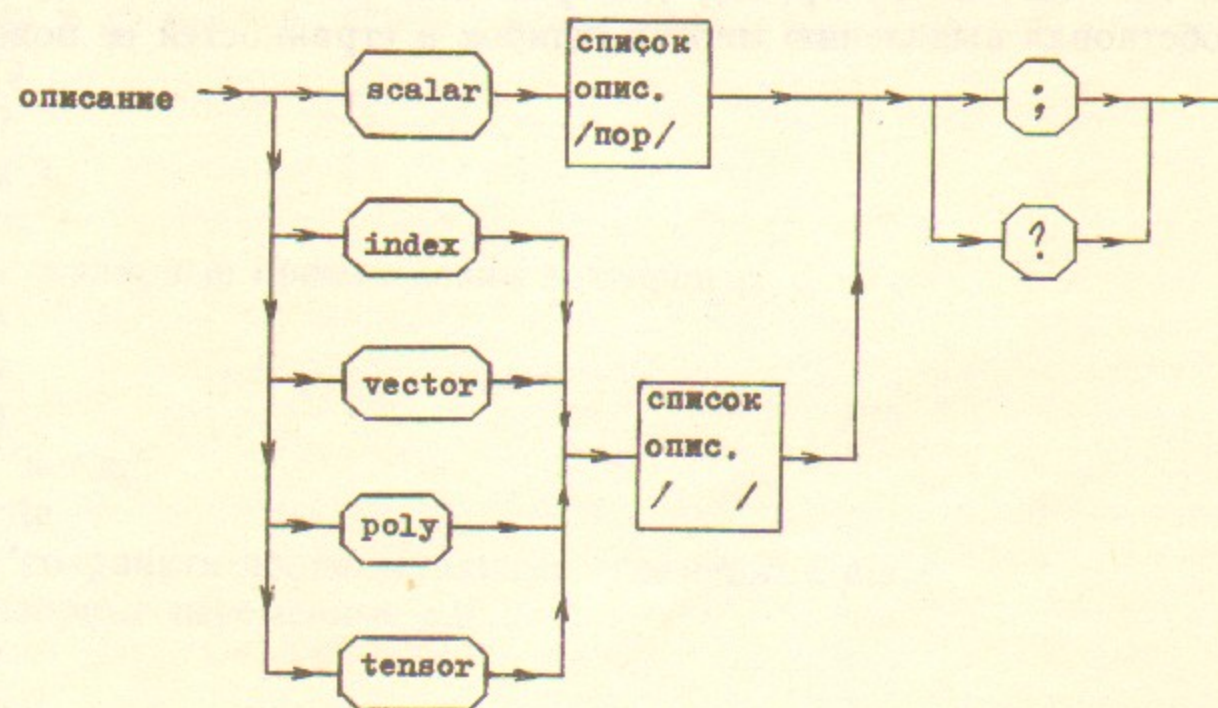 описание
scalar
список
опис.
/пор/
;
index
?
vector
список
опис.
/ /
poly
tensor